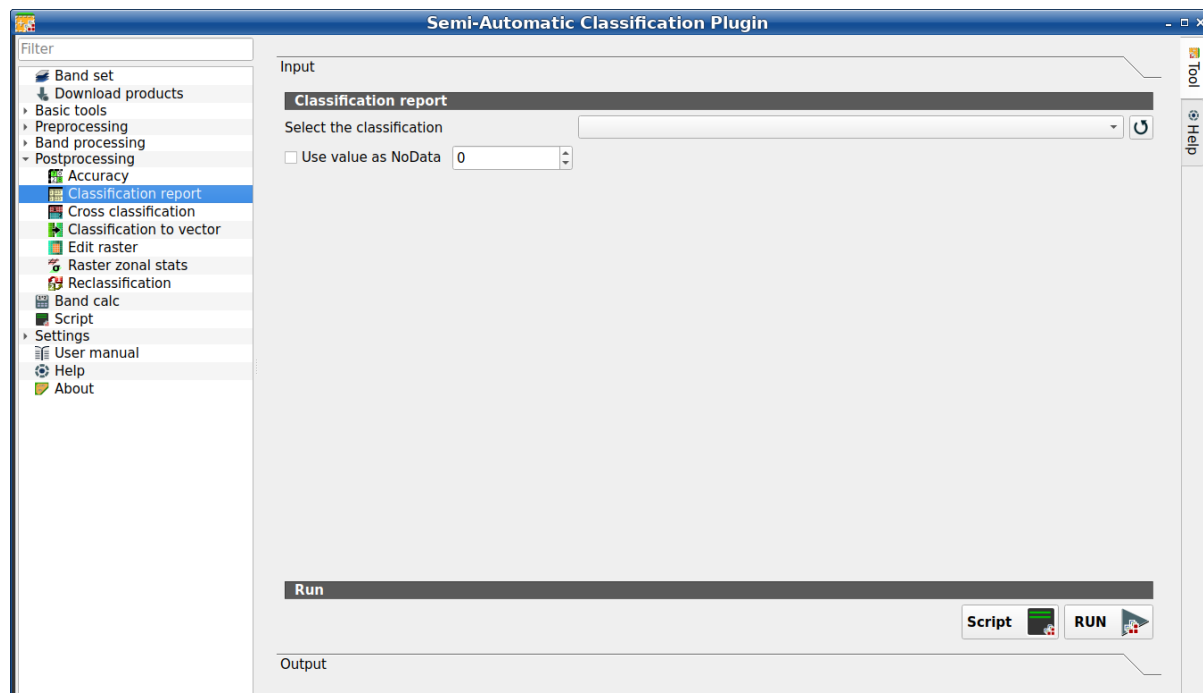 Semi-Automatic Classification Plugin
Filter
Band set
Download products
Basic tools
Preprocessing
Band processing
Postprocessing
Accuracy
Classification report
Cross classification
Classification to vector
Edit raster
Raster zonal stats
Reclassification
Band calc
Script
Settings
User manual
Help
About
Input
Classification report
Select the classification
Use value as NoData 0
Run
Script RUN
Output
Tool
Help